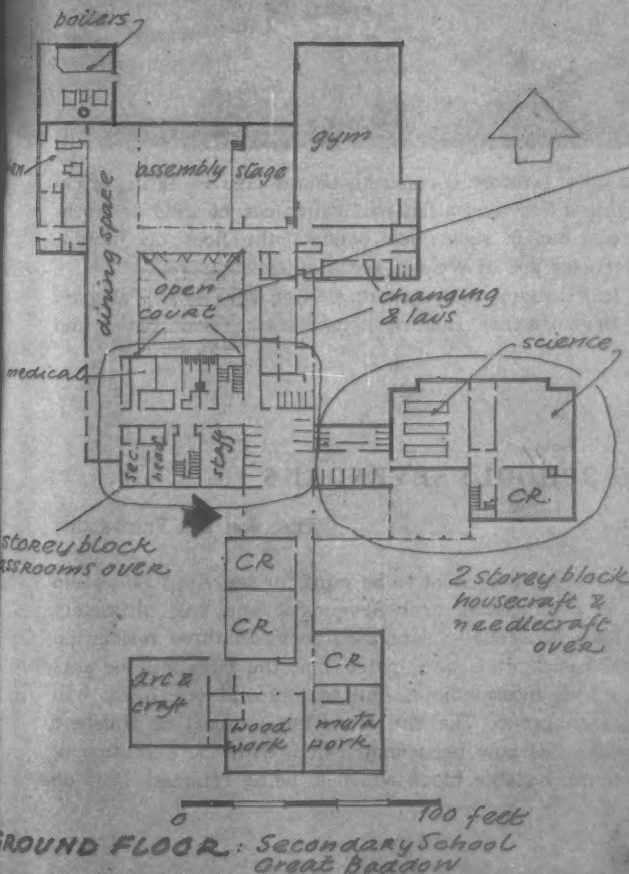 boilers
gym
assembly
stage
dining space
open
court
changing
& lavs
medical
science
sec.
head
staff
CR.
storey block
assrooms over
CR
CR
2 storey block
housecraft &
needlecraft
over
CR
art &
craft
wood
work
metal
work
0 100 feet
GROUND FLOOR: Secondary School
Great Baddow